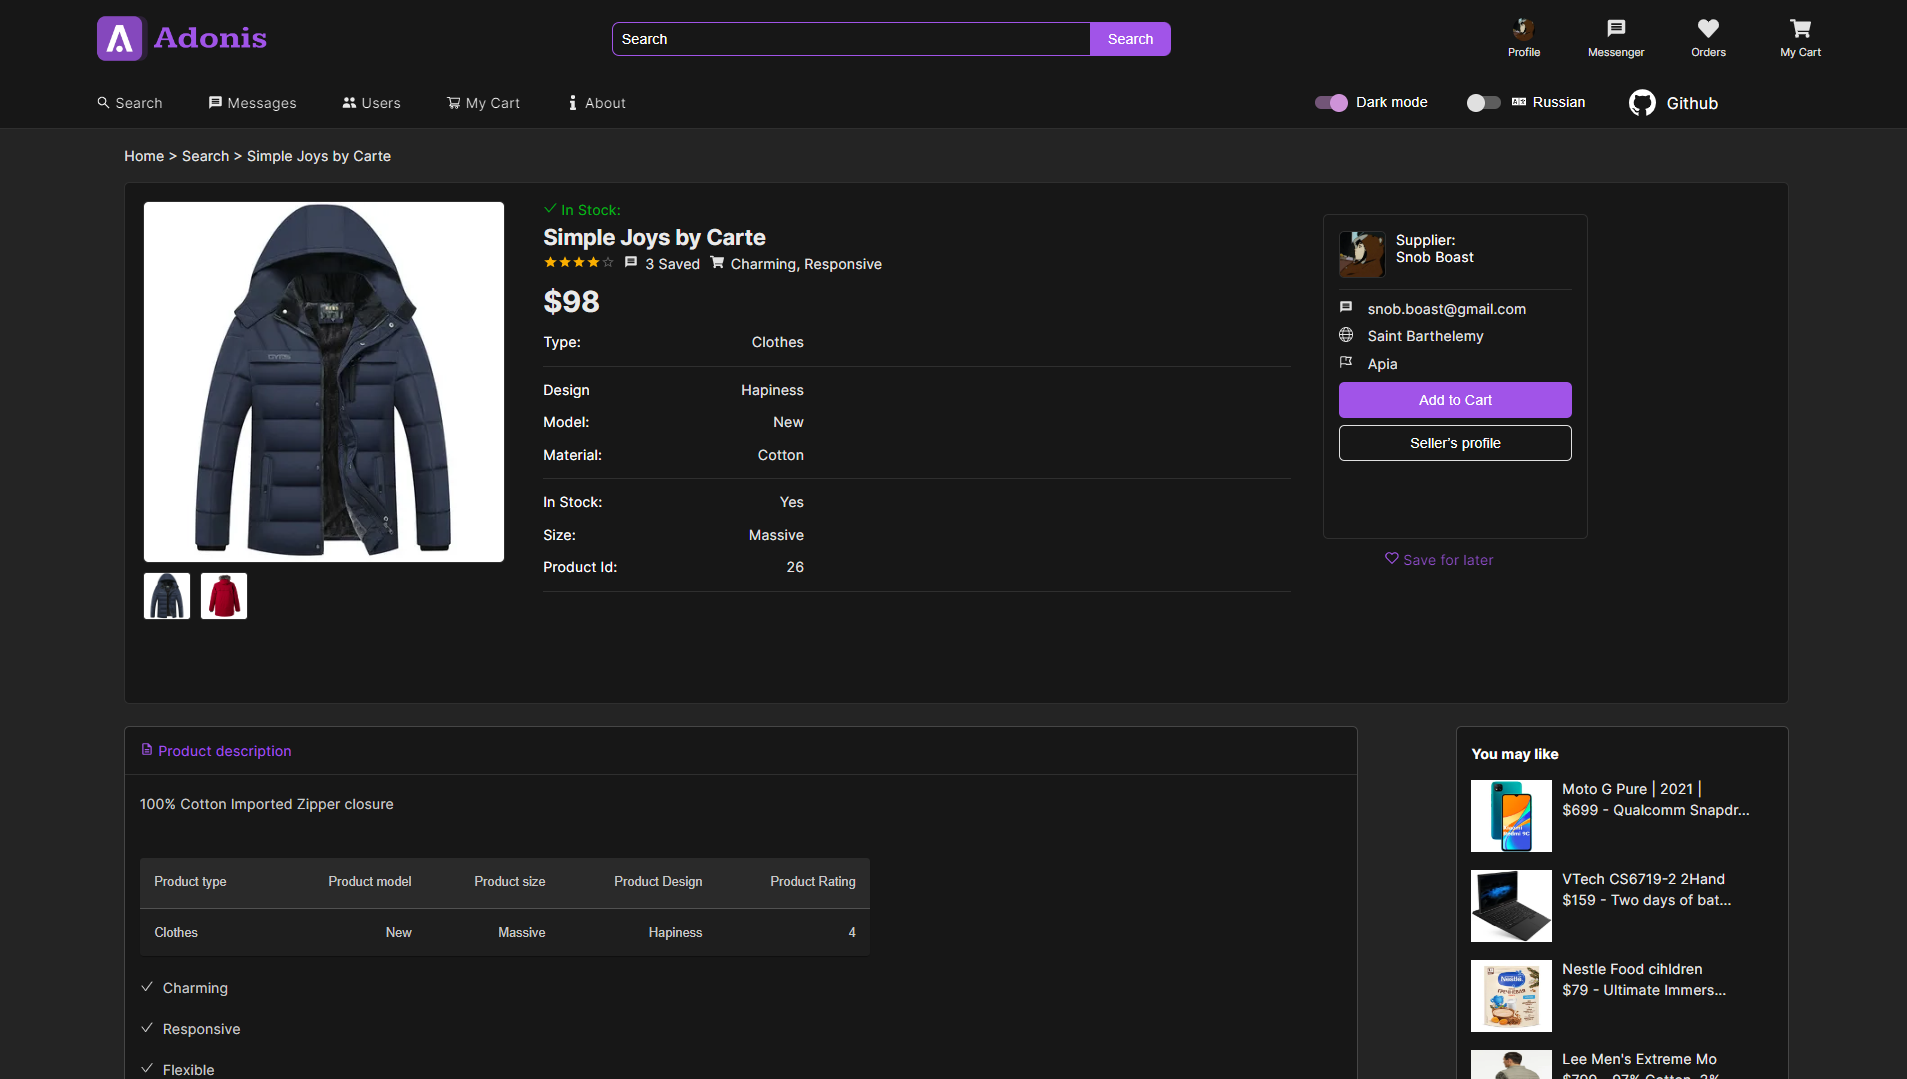 Adonis
Search
Search
Profile
Messenger
Orders
My Cart
Search
Messages
Users
My Cart
About
Dark mode
Russian
Github
Home > Search > Simple Joys by Carte
In Stock:
Simple Joys by Carte
3 Saved
Charming, Responsive
$98
Type: Clothes
Design Hapiness
Model: New
Material: Cotton
In Stock: Yes
Size: Massive
Product Id: 26
Supplier:
Snob Boast
snob.boast@gmail.com
Saint Barthelemy
Apia
Add to Cart
Seller's profile
Save for later
Product description
100% Cotton Imported Zipper closure
Product type Product model Product size Product Design Product Rating
Clothes New Massive Hapiness 4
Charming
Responsive
Flexible
You may like
Moto G Pure | 2021 |
$699 - Qualcomm Snapdr...
VTech CS6719-2 2Hand
$159 - Two days of bat...
Nestle Food cihldren
$79 - Ultimate Immers...
Lee Men's Extreme Mo